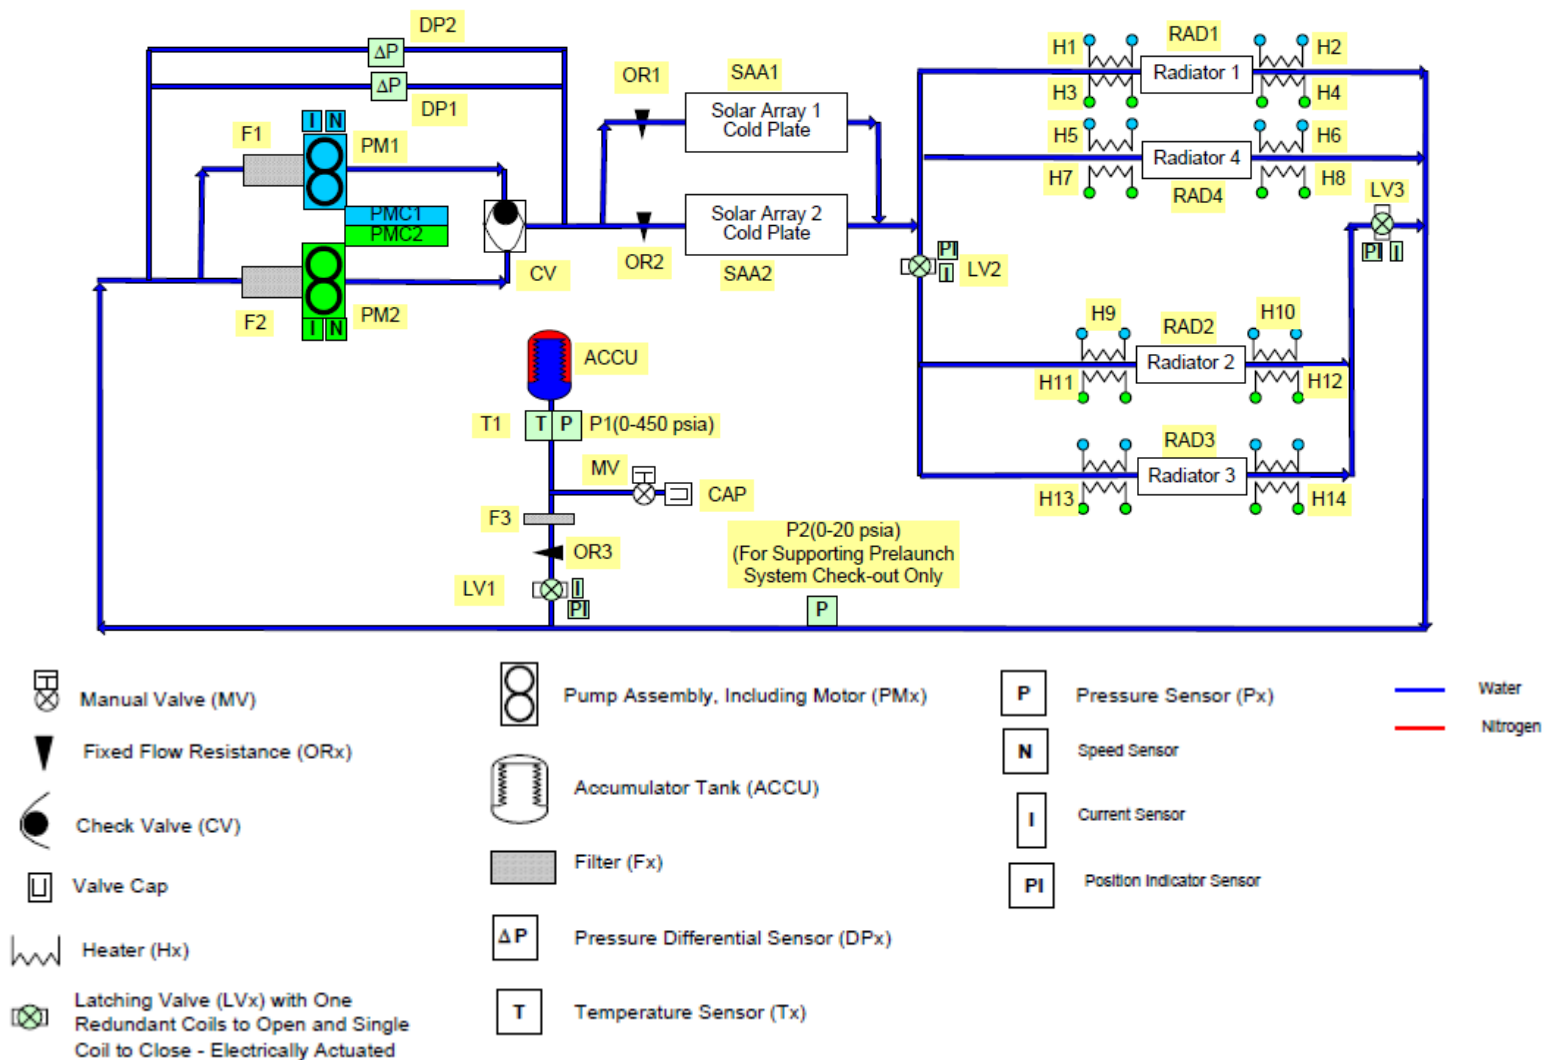 DP2
ΔP
ΔP
DP1
OR1
SAA1
Solar Array 1
Cold Plate
H1
RAD1
H2
Radiator 1
H3
H4
H5
H6
Radiator 4
H7
RAD4
H8
LV3
PI I
F1
I N
PM1
PMC1
PMC2
F2
PM2
I N
CV
OR2
Solar Array 2
Cold Plate
SAA2
PI
I
LV2
H9
RAD2
H10
Radiator 2
H11
H12
RAD3
Radiator 3
H13
H14
ACCU
T1
T P
P1(0-450 psia)
MV
CAP
F3
OR3
LV1
I
PI
P2(0-20 psia)
(For Supporting Prelaunch
System Check-out Only
P
Manual Valve (MV)
Fixed Flow Resistance (ORx)
Check Valve (CV)
Valve Cap
Heater (Hx)
Latching Valve (LVx) with One
Redundant Coils to Open and Single
Coil to Close - Electrically Actuated
Pump Assembly, Including Motor (PMx)
Accumulator Tank (ACCU)
Filter (Fx)
ΔP
Pressure Differential Sensor (DPx)
T
Temperature Sensor (Tx)
P
Pressure Sensor (Px)
N
Speed Sensor
I
Current Sensor
PI
Position Indicator Sensor
Water
Nitrogen